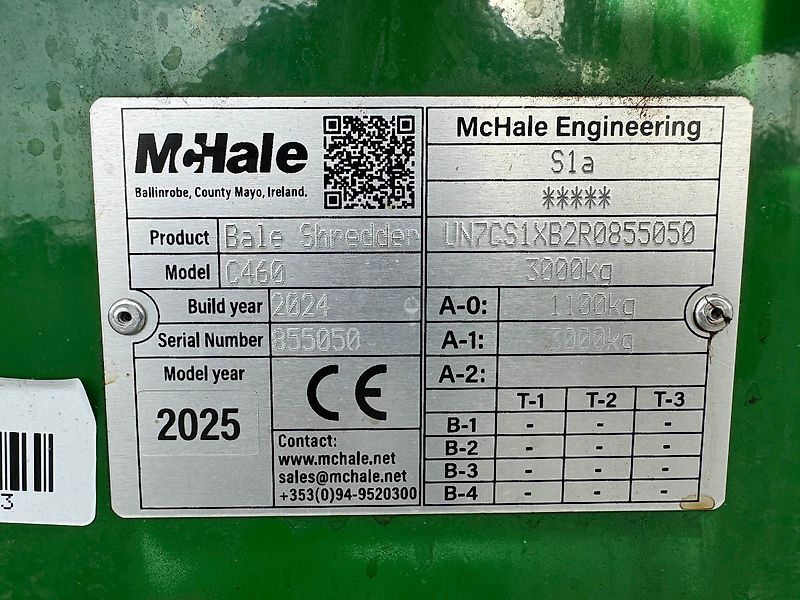 McHale
Ballinrobe, County Mayo, Ireland.
Product Bale Shredder
Model C460
Build year 2024
Serial Number 855050
Model year
2025
CE
Contact:
www.mchale.net
sales@mchale.net
+353(0)94-9520300
McHale Engineering
S1a
*****
UN7CS1XB2R0855050
3000kg
A-0: 1100kg
A-1: 3000kg
A-2:
T-1 T-2 T-3
B-1 - - -
B-2 - - -
B-3 - - -
B-4 - - -
3